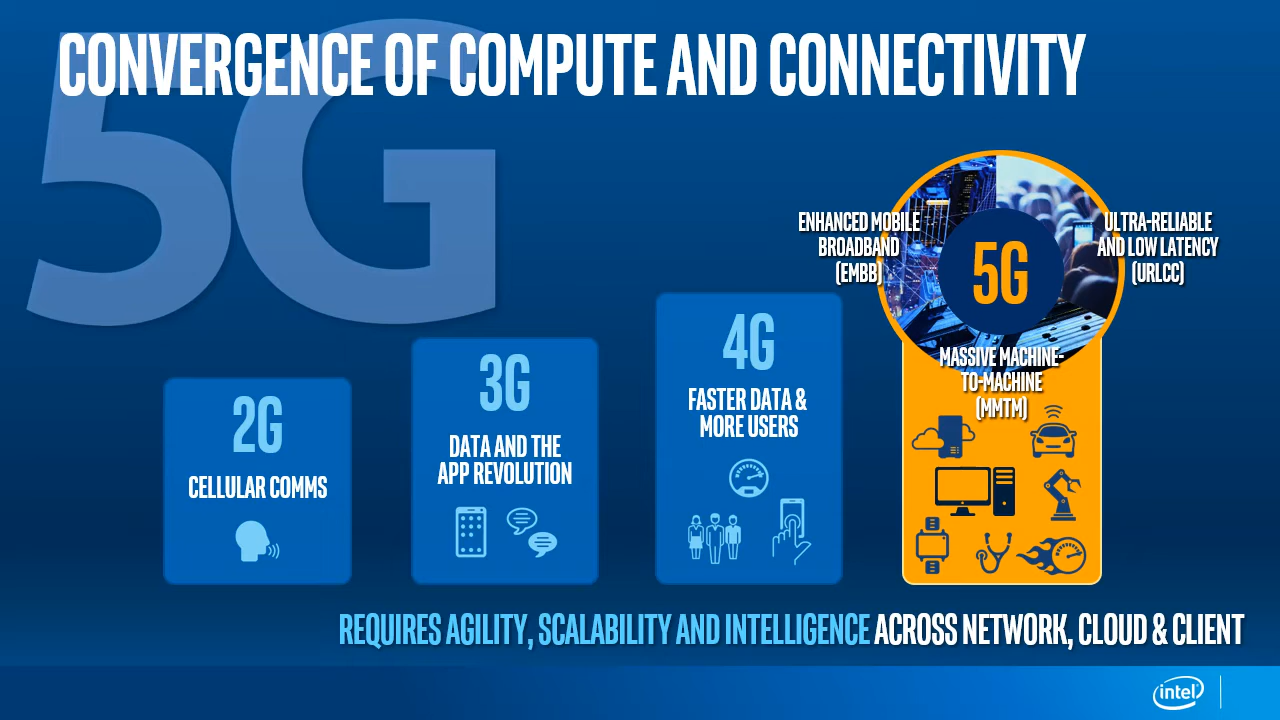 5G
CONVERGENCE OF COMPUTE AND CONNECTIVITY
2G
CELLULAR COMMS
3G
DATA AND THE
APP REVOLUTION
4G
FASTER DATA &
MORE USERS
ENHANCED MOBILE
BROADBAND
(EMBB)
5G
ULTRA-RELIABLE
AND LOW LATENCY
(URLCC)
MASSIVE MACHINE-
TO-MACHINE
(MMTM)
REQUIRES AGILITY, SCALABILITY AND INTELLIGENCE ACROSS NETWORK, CLOUD & CLIENT
intel